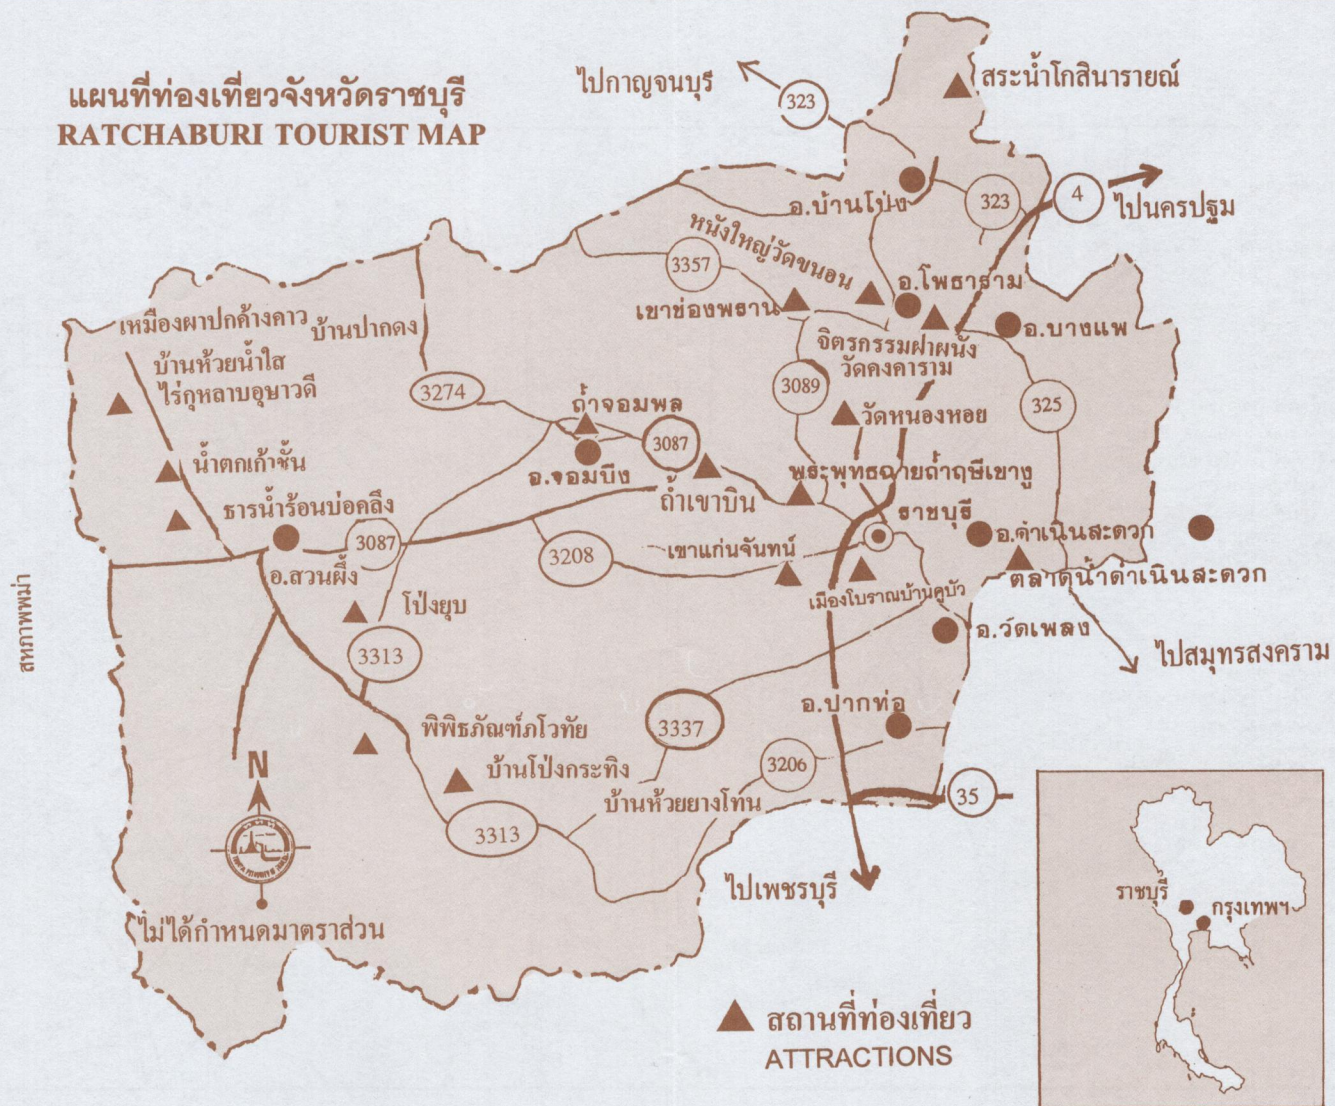 แผนที่ท่องเที่ยวจังหวัดราชบุรี
RATCHABURI TOURIST MAP
ไปกาญจนบุรี
323
สระน้ำโกสินารายณ์
4
ไปนครปฐม
อ.บ้านโป่ง
323
หนังใหญ่วัดขนอน
3357
เขาช่องพราน
อ.โพธาราม
อ.บางแพ
จิตรกรรมฝาผนัง
วัดคงคาราม
เหมืองผาปกค้างคาว
บ้านปากดง
บ้านห้วยน้ำใส
ไร่กุหลาบอุษาวดี
3274
ถ้ำจอมพล
3089
325
วัดหนองหอย
3087
น้ำตกเก้าชั้น
อ.จอมบึง
ถ้ำเขาบิน
พระพุทธฉายถ้ำฤษีเขางู
ธารน้ำร้อนบ่อคลึง
ราชบุรี
อ.ดำเนินสะดวก
3087
3208
เขาแก่นจันทน์
อ.สวนผึ้ง
ตลาดน้ำดำเนินสะดวก
เมืองโบราณบ้านคูบัว
โป่งยุบ
สหภาพพม่า
อ.วัดเพลง
ไปสมุทรสงคราม
3313
อ.ปากท่อ
พิพิธภัณฑ์ภโวทัย
3337
บ้านโป่งกระทิง
3206
N
บ้านห้วยยางโทน
35
3313
ไปเพชรบุรี
ไม่ได้กำหนดมาตราส่วน
ราชบุรี
กรุงเทพฯ
สถานที่ท่องเที่ยว
ATTRACTIONS